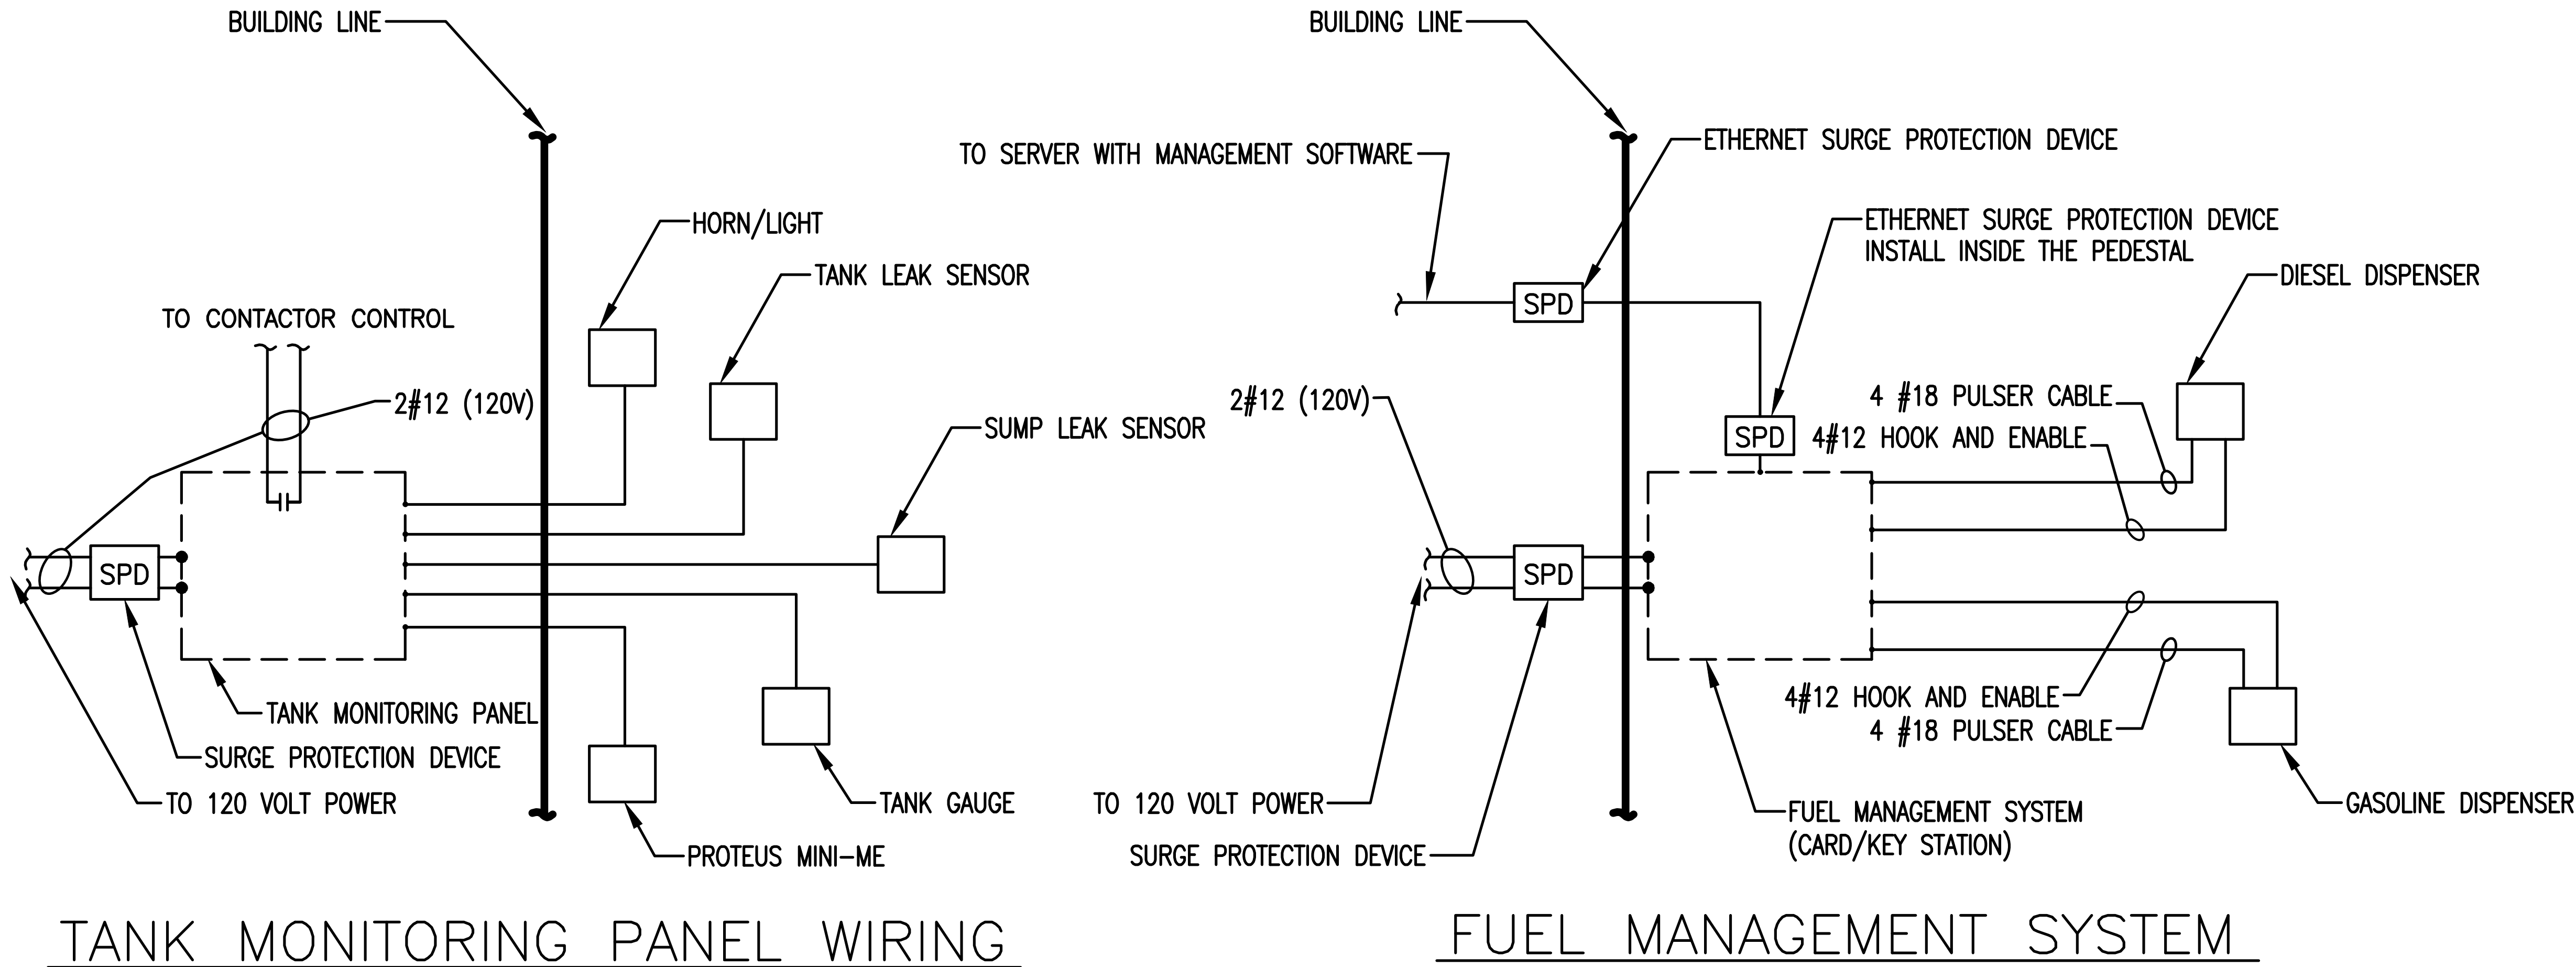 BUILDING LINE
HORN/LIGHT
TANK LEAK SENSOR
TO CONTACTOR CONTROL
2#12 (120V)
SUMP LEAK SENSOR
SPD
TANK MONITORING PANEL
SURGE PROTECTION DEVICE
TO 120 VOLT POWER
TANK GAUGE
PROTEUS MINI-ME
TANK MONITORING PANEL WIRING
BUILDING LINE
ETHERNET SURGE PROTECTION DEVICE
TO SERVER WITH MANAGEMENT SOFTWARE
ETHERNET SURGE PROTECTION DEVICE
INSTALL INSIDE THE PEDESTAL
DIESEL DISPENSER
SPD
2#12 (120V)
4 #18 PULSER CABLE
SPD
4#12 HOOK AND ENABLE
SPD
4#12 HOOK AND ENABLE
4 #18 PULSER CABLE
TO 120 VOLT POWER
GASOLINE DISPENSER
FUEL MANAGEMENT SYSTEM
(CARD/KEY STATION)
SURGE PROTECTION DEVICE
FUEL MANAGEMENT SYSTEM